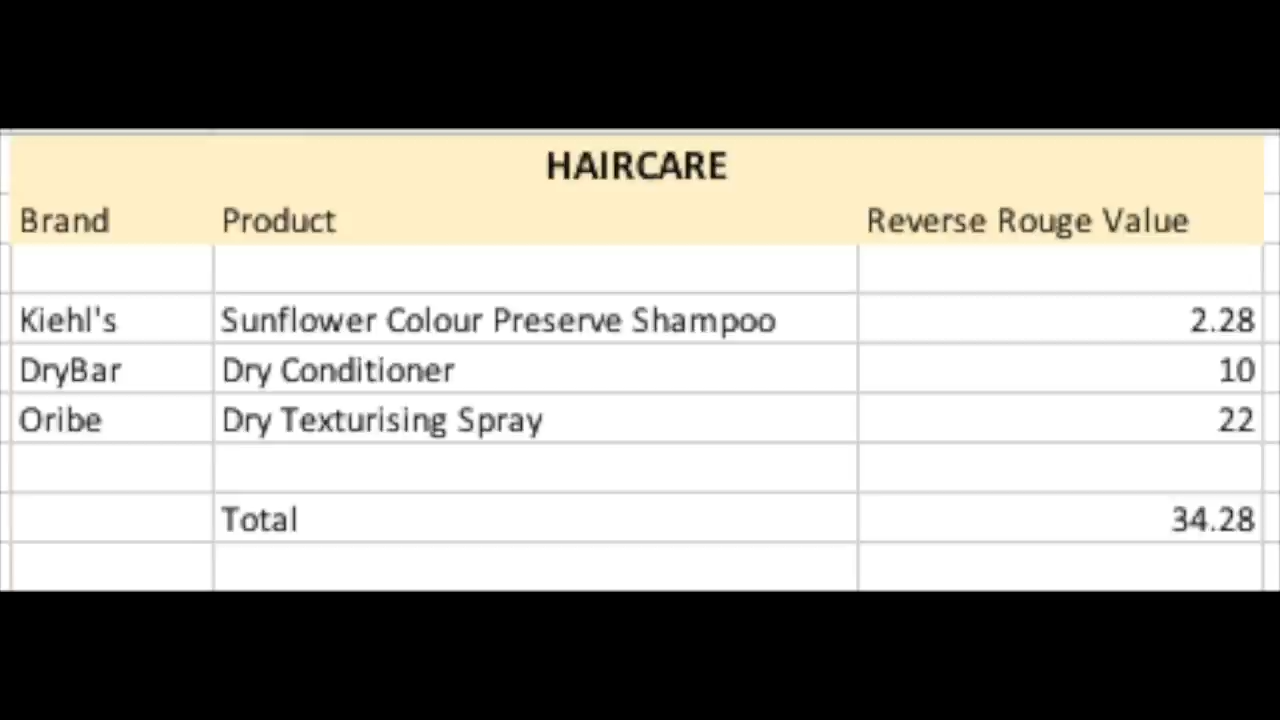 HAIRCARE
Brand Product Reverse Rouge Value
Kiehl's Sunflower Colour Preserve Shampoo 2.28
DryBar Dry Conditioner 10
Oribe Dry Texturising Spray 22
Total 34.28